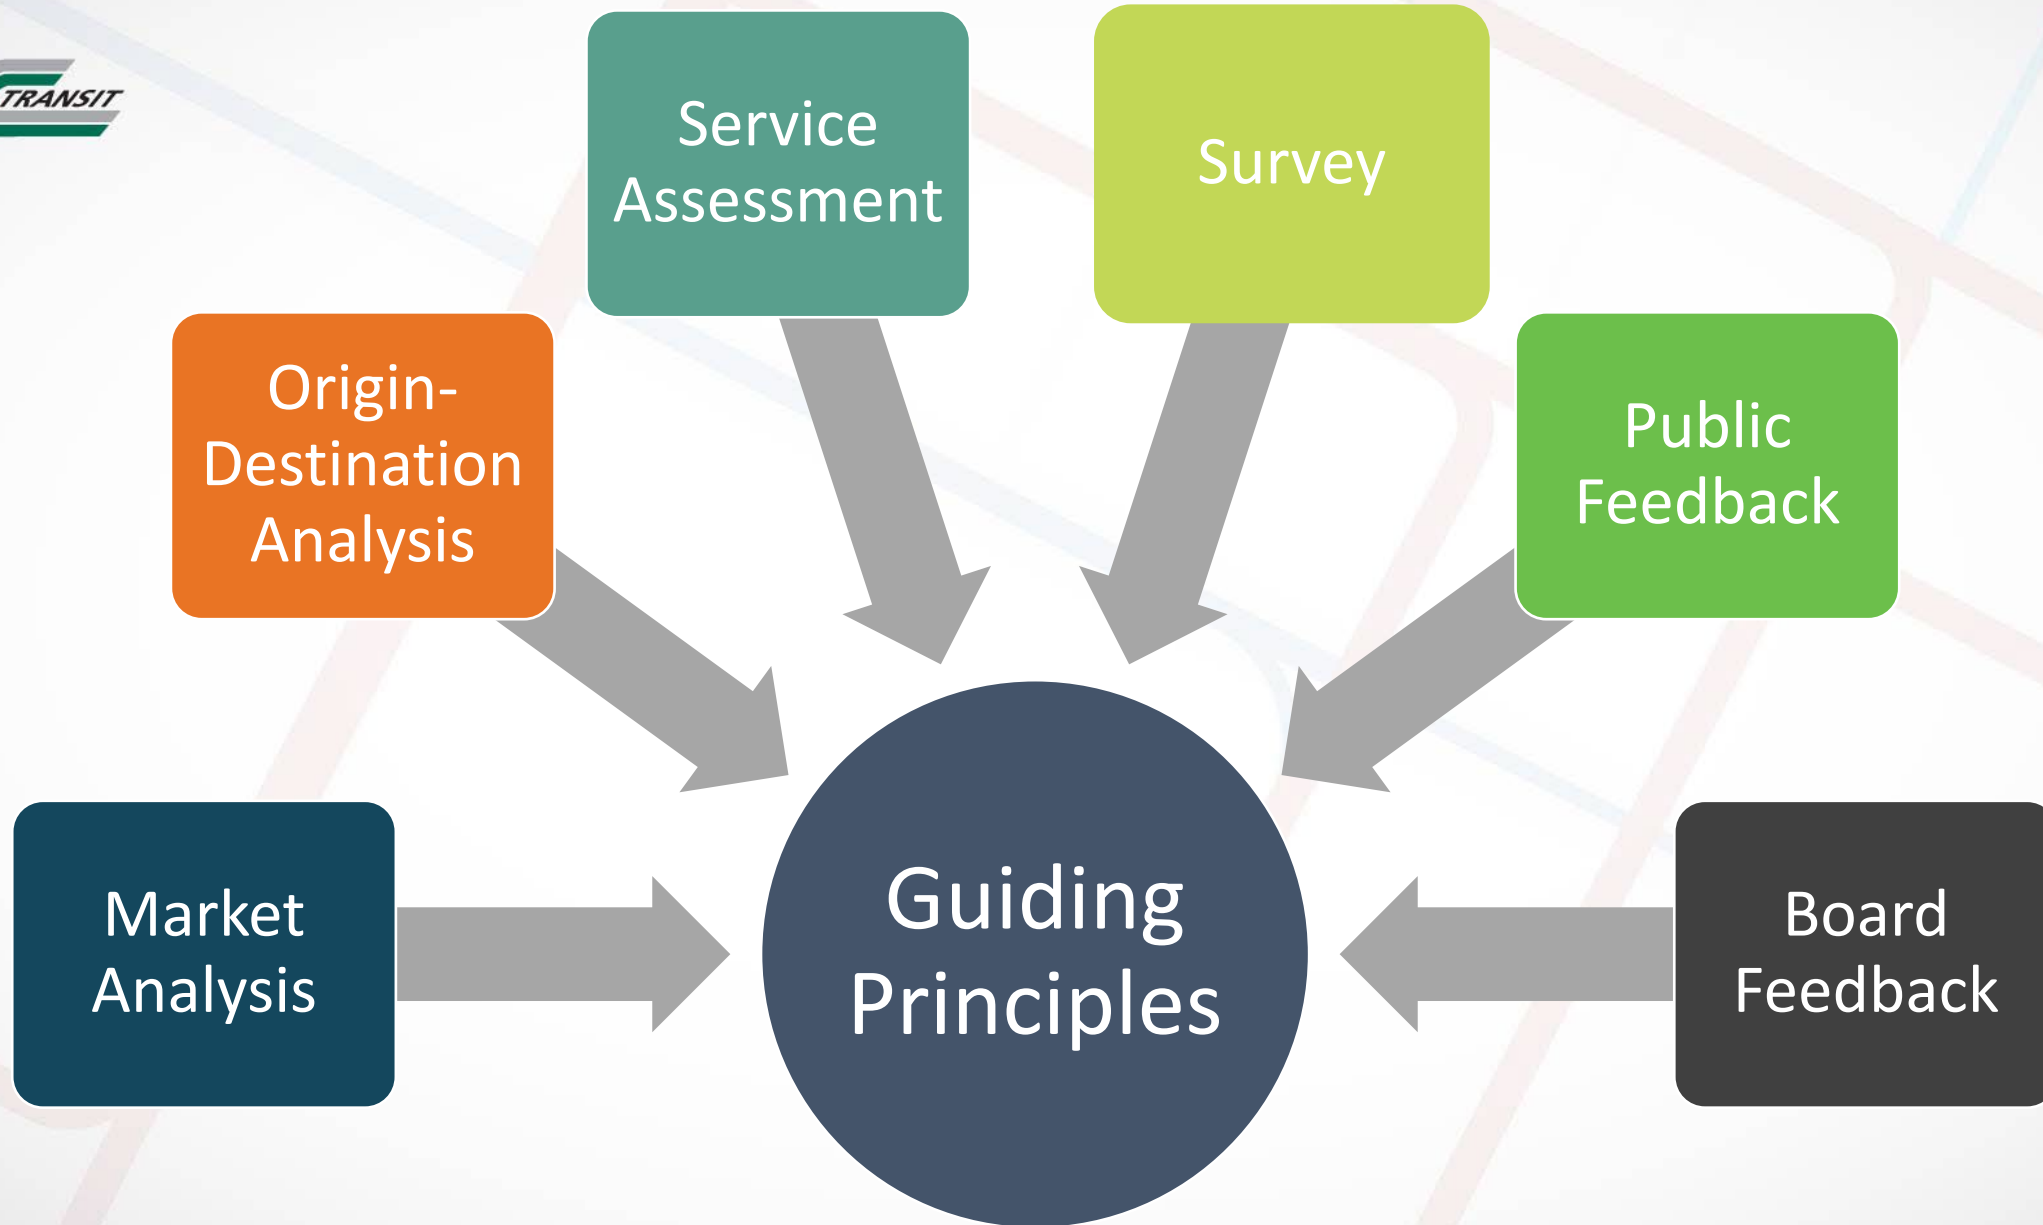 TRANSIT
Service
Assessment
Survey
Origin-
Destination
Analysis
Public
Feedback
Market
Analysis
Guiding
Principles
Board
Feedback